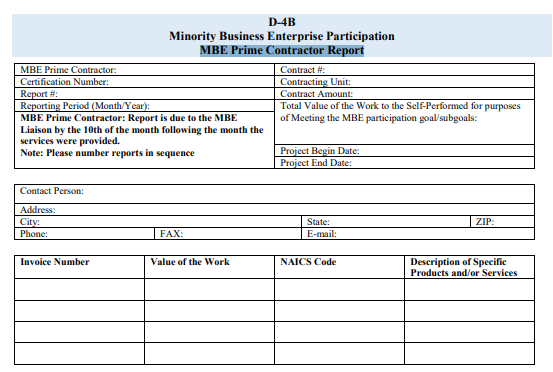 D-4B
Minority Business Enterprise Participation
MBE Prime Contractor Report
MBE Prime Contractor:
Contract #:
Certification Number:
Contracting Unit:
Report #:
Contract Amount:
Reporting Period (Month/Year):
Total Value of the Work to the Self-Performed for purposes
of Meeting the MBE participation goal/subgoals:
MBE Prime Contractor: Report is due to the MBE
Liaison by the 10th of the month following the month the
services were provided.
Note: Please number reports in sequence
Project Begin Date:
Project End Date:
Contact Person:
Address:
City:
State:
ZIP:
Phone:
FAX:
E-mail:
Invoice Number
Value of the Work
NAICS Code
Description of Specific
Products and/or Services